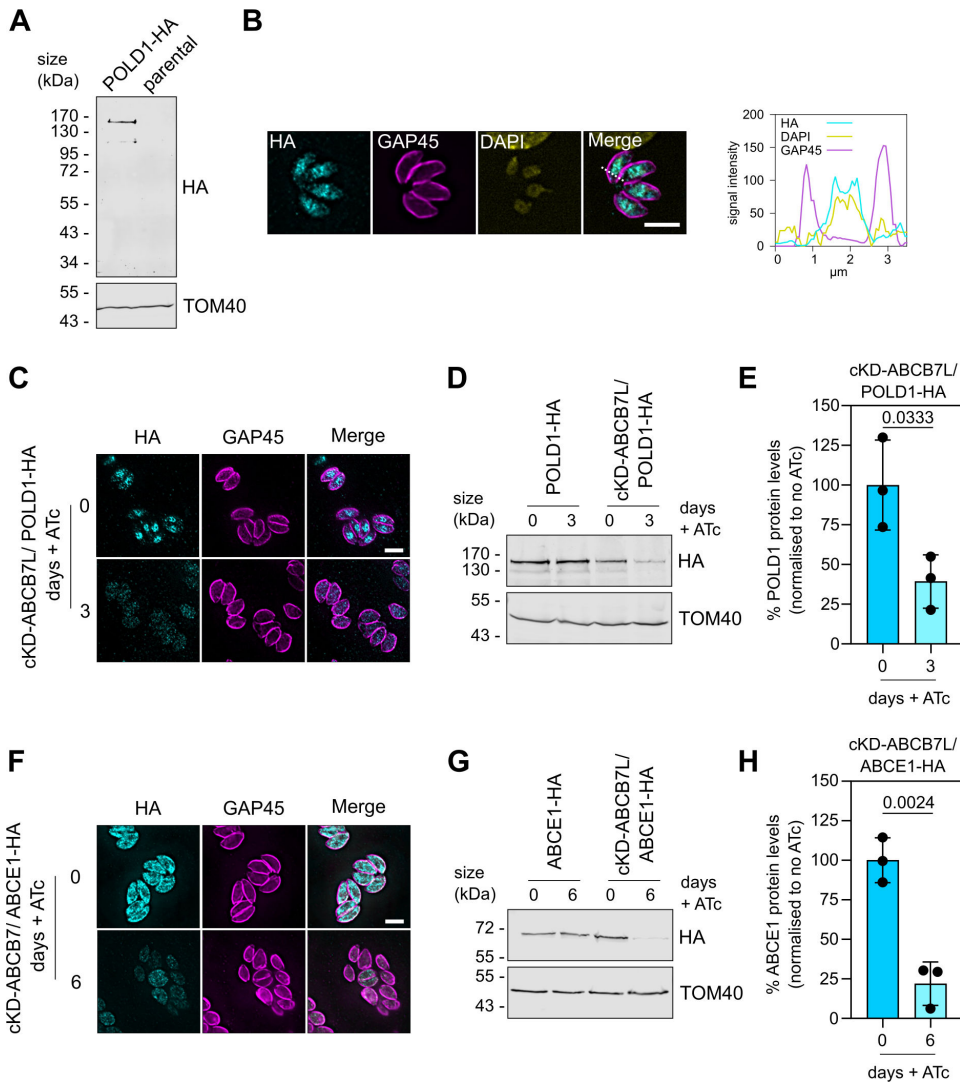 A
size
(kDa)
POLD1-HA
parental
170 -
130 -
95 -
72 -
55 -
43 -
34 -
HA
55 -
43 -
TOM40
B
HA
GAP45
DAPI
Merge
HA
DAPI
GAP45
signal intensity
200
150
100
50
0
0
1
2
3
µm
C
HA
GAP45
Merge
cKD-ABCB7L/ POLD1-HA
days + ATc
0
3
D
POLD1-HA
cKD-ABCB7L/
POLD1-HA
size
(kDa)
0
3
0
3
days
+ ATc
170 -
130 -
HA
55 -
43 -
TOM40
E
cKD-ABCB7L/
POLD1-HA
0.0333
% POLD1 protein levels
(normalised to no ATc)
150
125
100
75
50
25
0
0
3
days + ATc
F
HA
GAP45
Merge
cKD-ABCB7/ ABCE1-HA
days + ATc
0
6
G
ABCE1-HA
cKD-ABCB7L/
ABCE1-HA
size
(kDa)
0
6
0
6
days
+ ATc
72 -
55 -
HA
55 -
43 -
TOM40
H
cKD-ABCB7L/
ABCE1-HA
0.0024
% ABCE1 protein levels
(normalised to no ATc)
150
125
100
75
50
25
0
0
6
days + ATc